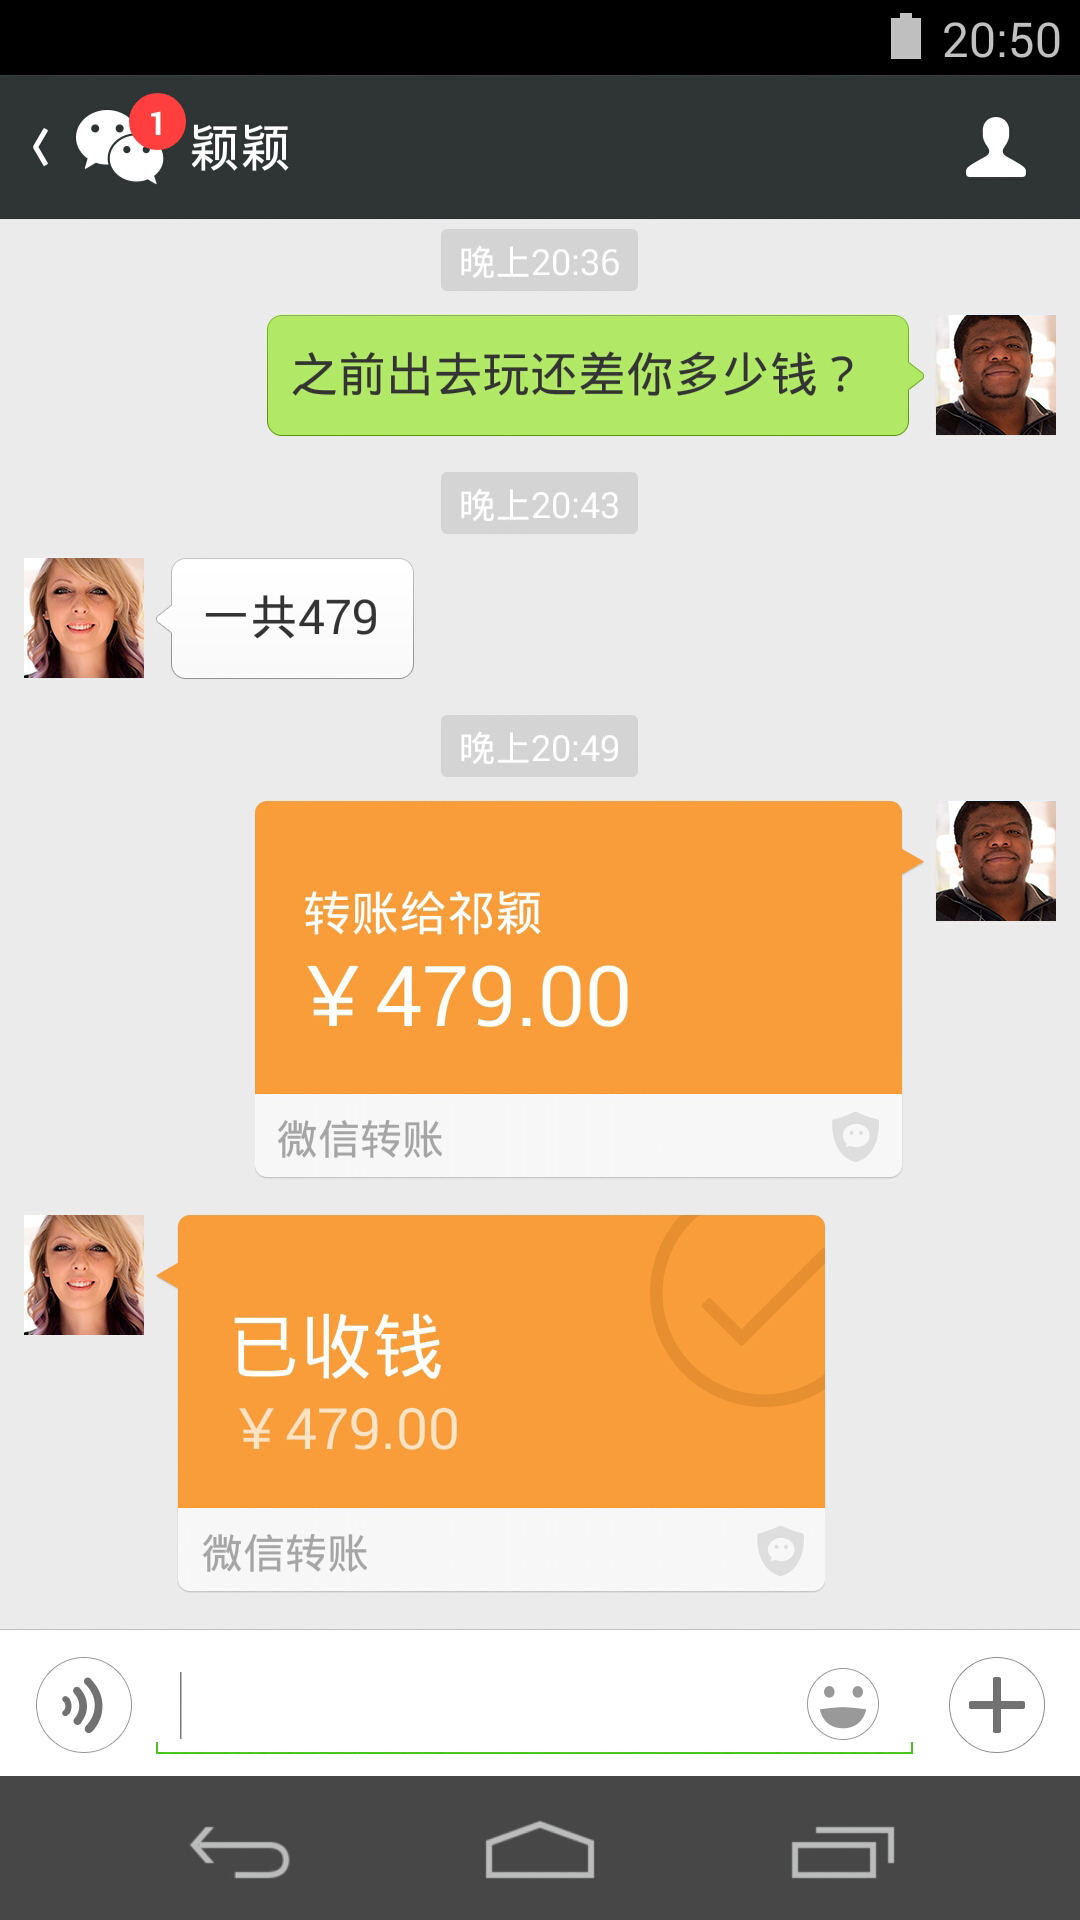 20:50
1
颖颖
晚上20:36
之前出去玩还差你多少钱？
晚上20:43
一共479
晚上20:49
转账给祁颖
￥479.00
微信转账
已收钱
￥479.00
微信转账